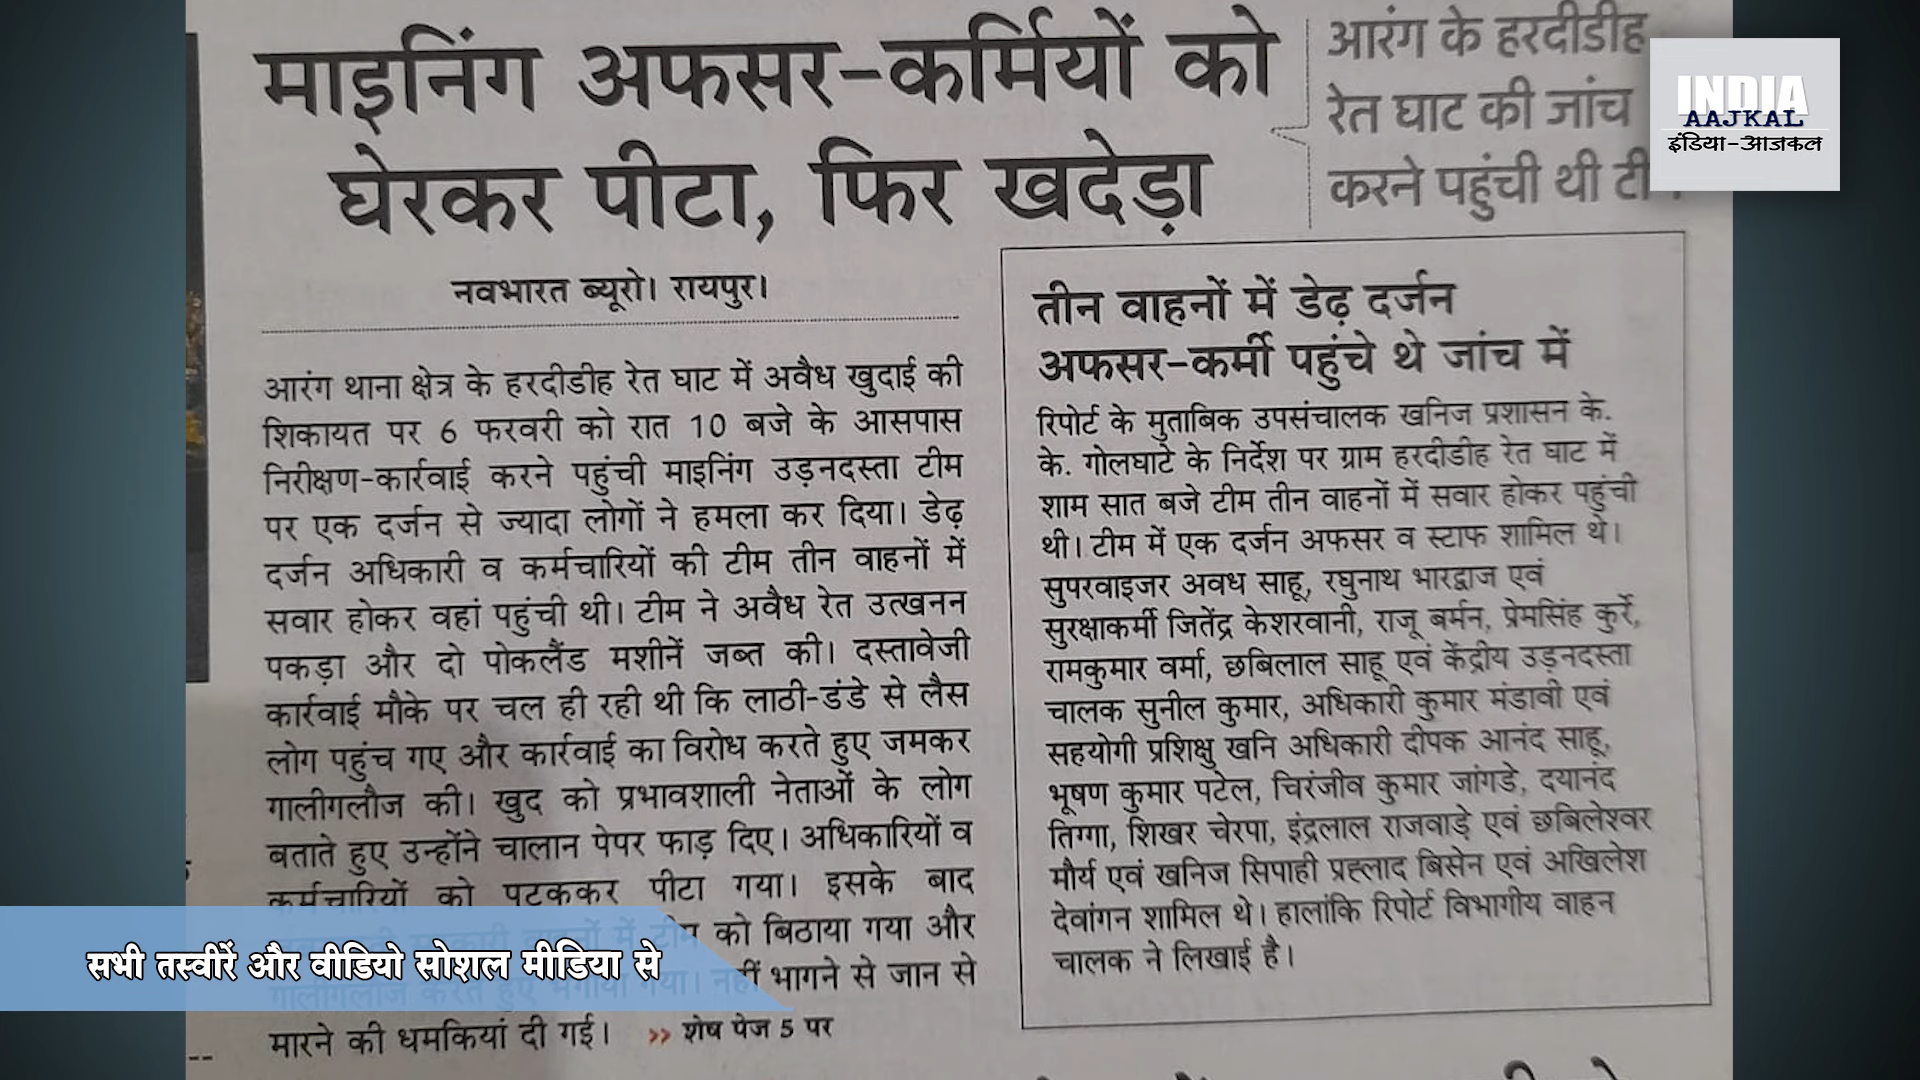 माइनिंग अफसर-कर्मियों को
घेरकर पीटा, फिर खदेड़ा
आरंग के हरदीडीह
रेत घाट की जांच
करने पहुंची थी
INDIA
AAJKAL
इंडिया-आजकल
नवभारत ब्यूरो। रायपुर।
आरंग थाना क्षेत्र के हरदीडीह रेत घाट में अवैध खुदाई की
शिकायत पर 6 फरवरी को रात 10 बजे के आसपास
निरीक्षण-कार्रवाई करने पहुंची माइनिंग उड़नदस्ता टीम
पर एक दर्जन से ज्यादा लोगों ने हमला कर दिया। डेढ़
दर्जन अधिकारी व कर्मचारियों की टीम तीन वाहनों में
सवार होकर वहां पहुंची थी। टीम ने अवैध रेत उत्खनन
पकड़ा और दो पोकलैंड मशीनें जब्त की। दस्तावेजी
कार्रवाई मौके पर चल ही रही थी कि लाठी-डंडे से लैस
लोग पहुंच गए और कार्रवाई का विरोध करते हुए जमकर
गालीगलौज की। खुद को प्रभावशाली नेताओं के लोग
बताते हुए उन्होंने चालान पेपर फाड़ दिए। अधिकारियों व
कर्मचारियों को पटककर पीटा गया। इसके बाद
वाहनों में टीम को बिठाया गया और
गालीगलौज करते हुए भगाया गया। नहीं भागने से जान से
मारने की धमकियां दी गई। >> शेष पेज 5 पर
तीन वाहनों में डेढ़ दर्जन
अफसर-कर्मी पहुंचे थे जांच में
रिपोर्ट के मुताबिक उपसंचालक खनिज प्रशासन के.
के. गोलघाटे के निर्देश पर ग्राम हरदीडीह रेत घाट में
शाम सात बजे टीम तीन वाहनों में सवार होकर पहुंची
थी। टीम में एक दर्जन अफसर व स्टाफ शामिल थे।
सुपरवाइजर अवध साहू, रघुनाथ भारद्वाज एवं
सुरक्षाकर्मी जितेंद्र केशरवानी, राजू बर्मन, प्रेमसिंह कुर्रे,
रामकुमार वर्मा, छबिलाल साहू एवं केंद्रीय उड़नदस्ता
चालक सुनील कुमार, अधिकारी कुमार मंडावी एवं
सहयोगी प्रशिक्षु खनि अधिकारी दीपक आनंद साहू,
भूषण कुमार पटेल, चिरंजीव कुमार जांगडे, दयानंद
तिग्गा, शिखर चेरपा, इंद्रलाल राजवाड़े एवं छबिलेश्वर
मौर्य एवं खनिज सिपाही प्रह्लाद बिसेन एवं अखिलेश
देवांगन शामिल थे। हालांकि रिपोर्ट विभागीय वाहन
चालक ने लिखाई है।
सभी तस्वीरें और वीडियो सोशल मीडिया से